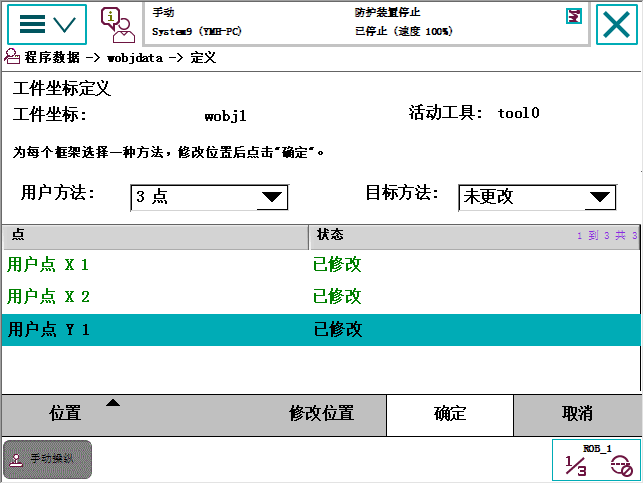 手动
防护装置停止
System9 (YMH-PC)
已停止 (速度 100%)
程序数据 -> wobjdata -> 定义
工件坐标定义
工件坐标: wobj1 活动工具: tool0
为每个框架选择一种方法，修改位置后点击“确定”。
用户方法: 3 点 目标方法: 未更改
点 状态 1 到 3 共 3
用户点 X 1 已修改
用户点 X 2 已修改
用户点 Y 1 已修改
位置 修改位置 确定 取消
手动操纵
ROB_1
1/3